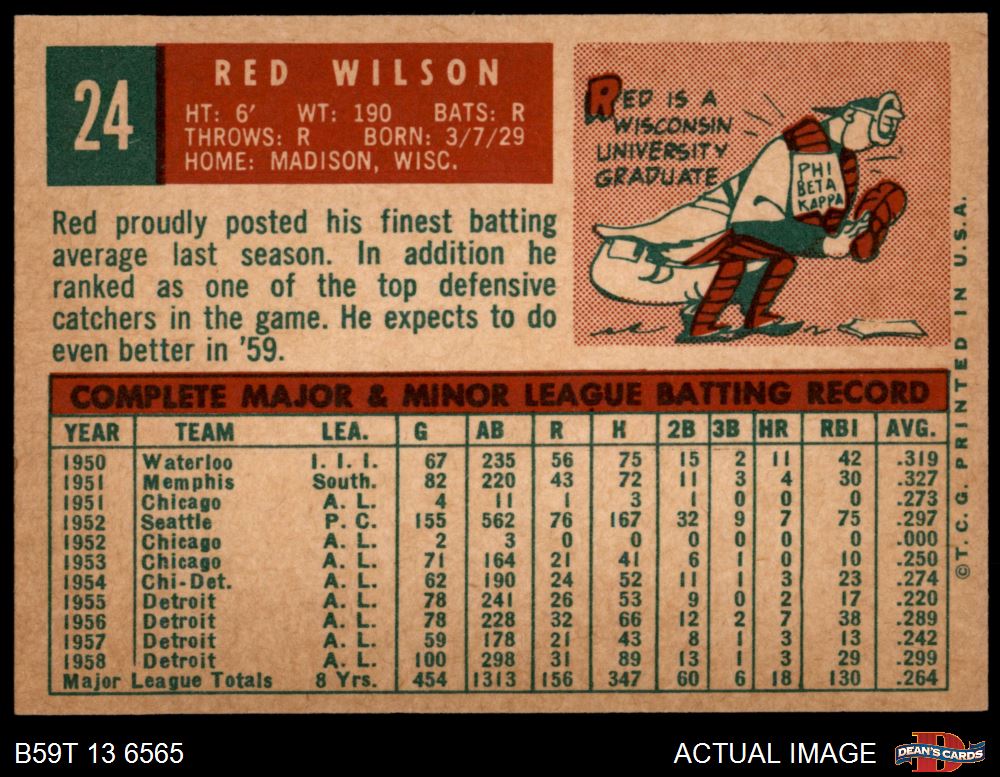 24
RED WILSON
HT: 6' WT: 190 BATS: R
THROWS: R BORN: 3/7/29
HOME: MADISON, WISC.
RED IS A
WISCONSIN
UNIVERSITY
GRADUATE
PHI
BETA
KAPPA
Red proudly posted his finest batting
average last season. In addition he
ranked as one of the top defensive
catchers in the game. He expects to do
even better in '59.
COMPLETE MAJOR & MINOR LEAGUE BATTING RECORD
YEAR TEAM LEA. G AB R H 2B 3B HR RBI AVG.
1950 Waterloo I. I. I. 67 235 56 75 15 2 11 42 .319
1951 Memphis South. 82 220 43 72 11 3 4 30 .327
1951 Chicago A. L. 4 11 1 3 1 0 0 0 .273
1952 Seattle P. C. 155 562 76 167 32 9 7 75 .297
1952 Chicago A. L. 2 3 0 0 0 0 0 0 .000
1953 Chicago A. L. 71 164 21 41 6 1 0 10 .250
1954 Chi-Det. A. L. 62 190 24 52 11 1 3 23 .274
1955 Detroit A. L. 78 241 26 53 9 0 2 17 .220
1956 Detroit A. L. 78 228 32 66 12 2 7 38 .289
1957 Detroit A. L. 59 178 21 43 8 1 3 13 .242
1958 Detroit A. L. 100 298 31 89 13 1 3 29 .299
Major League Totals 8 Yrs. 454 1313 156 347 60 6 18 130 .264
©T. C. G. PRINTED IN U.S.A.
B59T 13 6565
ACTUAL IMAGE
D
DEAN'S CARDS